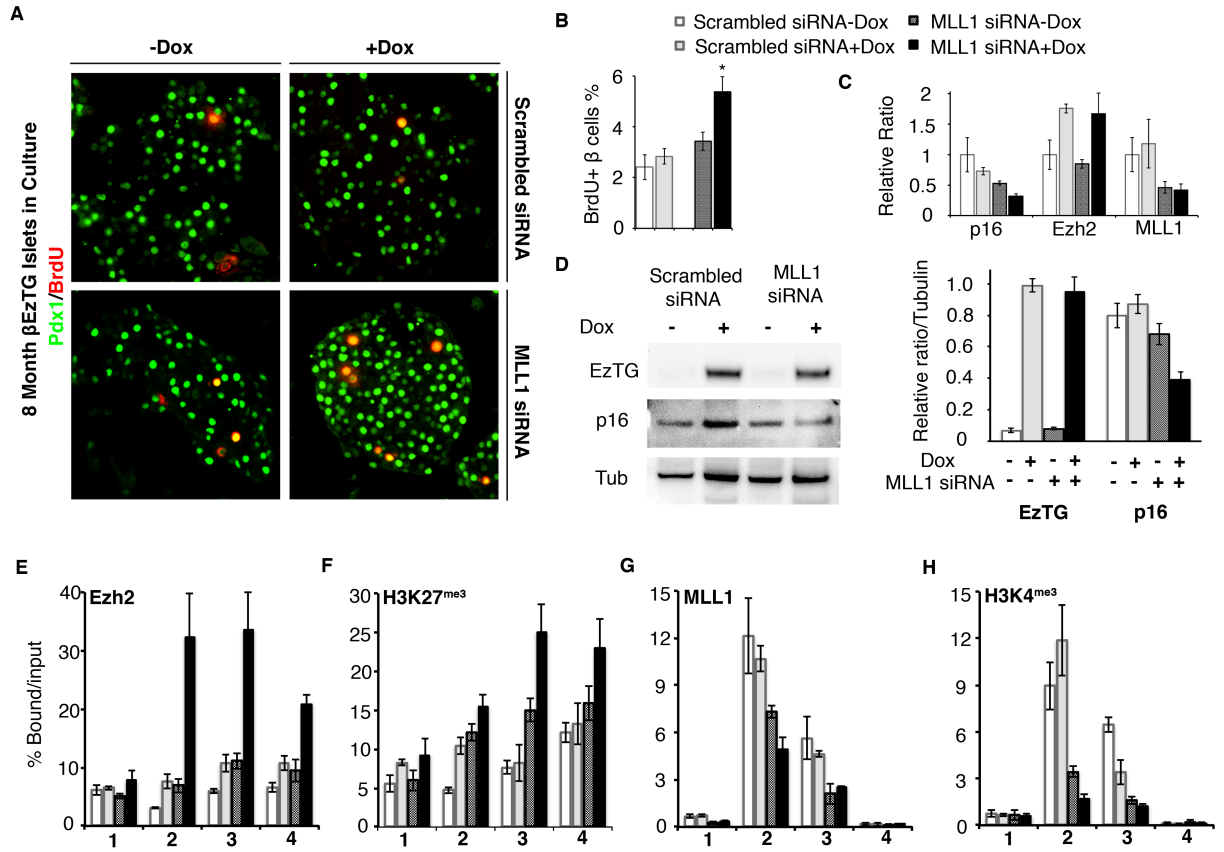 A
-Dox
+Dox
8 Month βEzTG Islets in Culture
Pdx1/BrdU
Scrambled siRNA
MLL1 siRNA
B
Scrambled siRNA-Dox
MLL1 siRNA-Dox
Scrambled siRNA+Dox
MLL1 siRNA+Dox
BrdU+ β cells %
6
4
2
0
*
C
Relative Ratio
2
1.5
1
0.5
0
p16
Ezh2
MLL1
D
Scrambled siRNA
MLL1 siRNA
Dox
-
+
-
+
EzTG
p16
Tub
Relative ratio/Tubulin
1.0
0.8
0.6
0.4
0.2
0
Dox
- + - + - + - +
MLL1 siRNA
- - + + - - + +
EzTG
p16
E
Ezh2
% Bound/input
40
30
20
10
0
1 2 3 4
F
H3K27me3
30
25
20
15
10
5
0
1 2 3 4
G
MLL1
15
12
9
6
3
0
1 2 3 4
H
H3K4me3
15
12
9
6
3
0
1 2 3 4